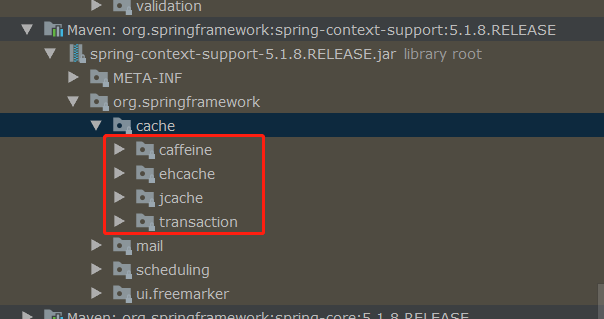 validation
Maven: org.springframework:spring-context-support:5.1.8.RELEASE
spring-context-support-5.1.8.RELEASE.jar library root
META-INF
org.springframework
cache
caffeine
ehcache
jcache
transaction
mail
scheduling
ui.freemarker
Maven: org.springframework:spring-core:5.1.8.RELEASE